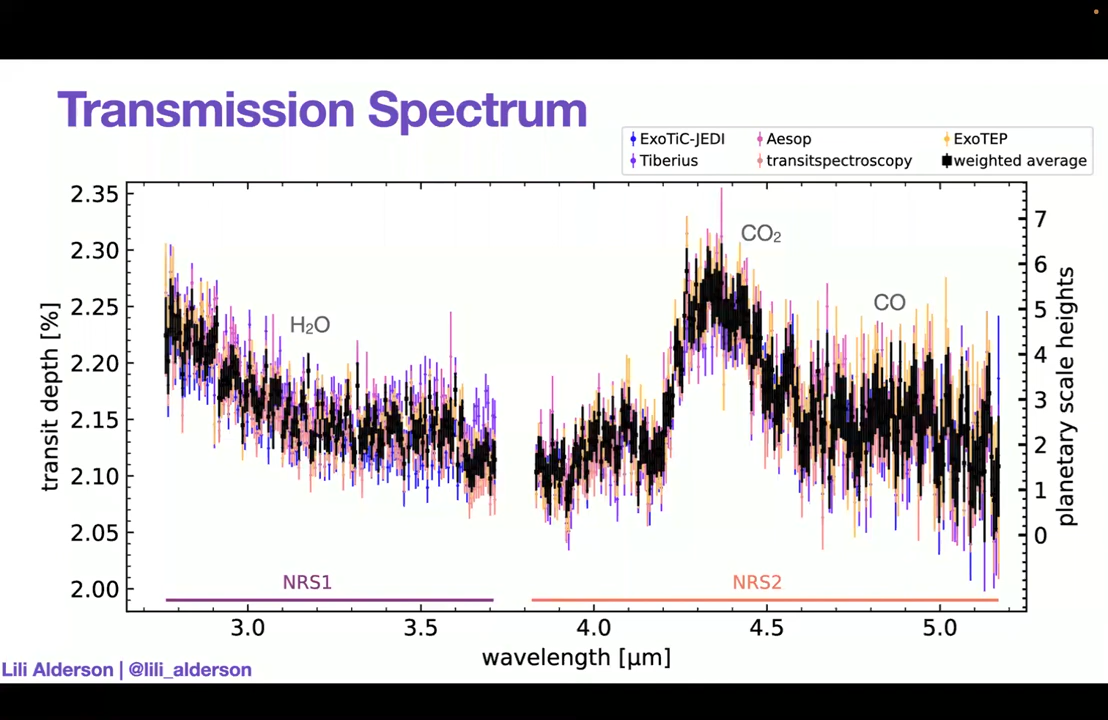 Transmission Spectrum
ExoTiC-JEDI Aesop ExoTEP
Tiberius transitspectroscopy weighted average
transit depth [%]
2.35
2.30
2.25
2.20
2.15
2.10
2.05
2.00
H₂O
CO₂
CO
NRS1
NRS2
7
6
5
4
3
2
1
0
planetary scale heights
3.0 3.5 4.0 4.5 5.0
wavelength [μm]
Lili Alderson | @lili_alderson